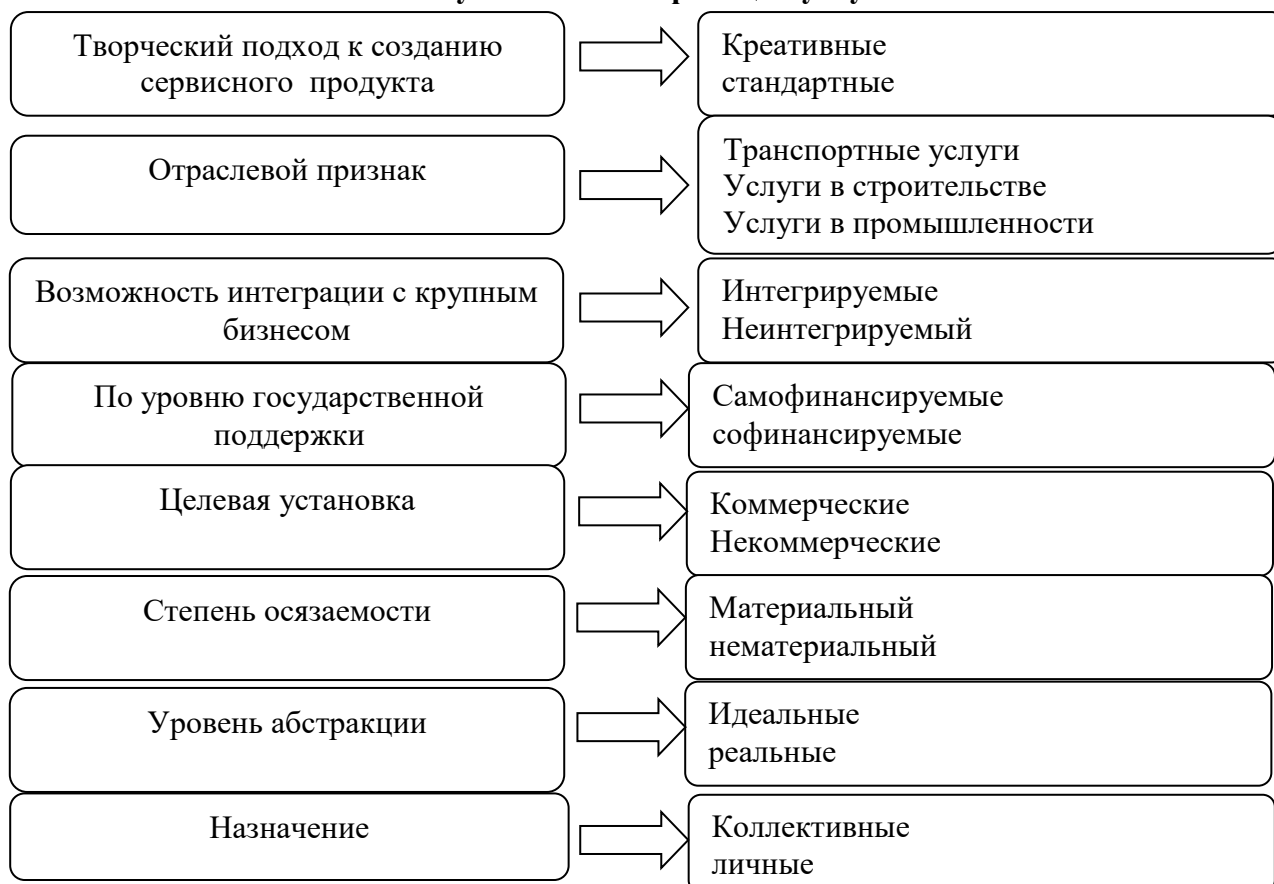 Творческий подход к созданию
сервисного продукта
Креативные
стандартные
Отраслевой признак
Транспортные услуги
Услуги в строительстве
Услуги в промышленности
Возможность интеграции с крупным
бизнесом
Интегрируемые
Неинтегрируемый
По уровню государственной
поддержки
Самофинансируемые
софинансируемые
Целевая установка
Коммерческие
Некоммерческие
Степень осязаемости
Материальный
нематериальный
Уровень абстракции
Идеальные
реальные
Назначение
Коллективные
личные